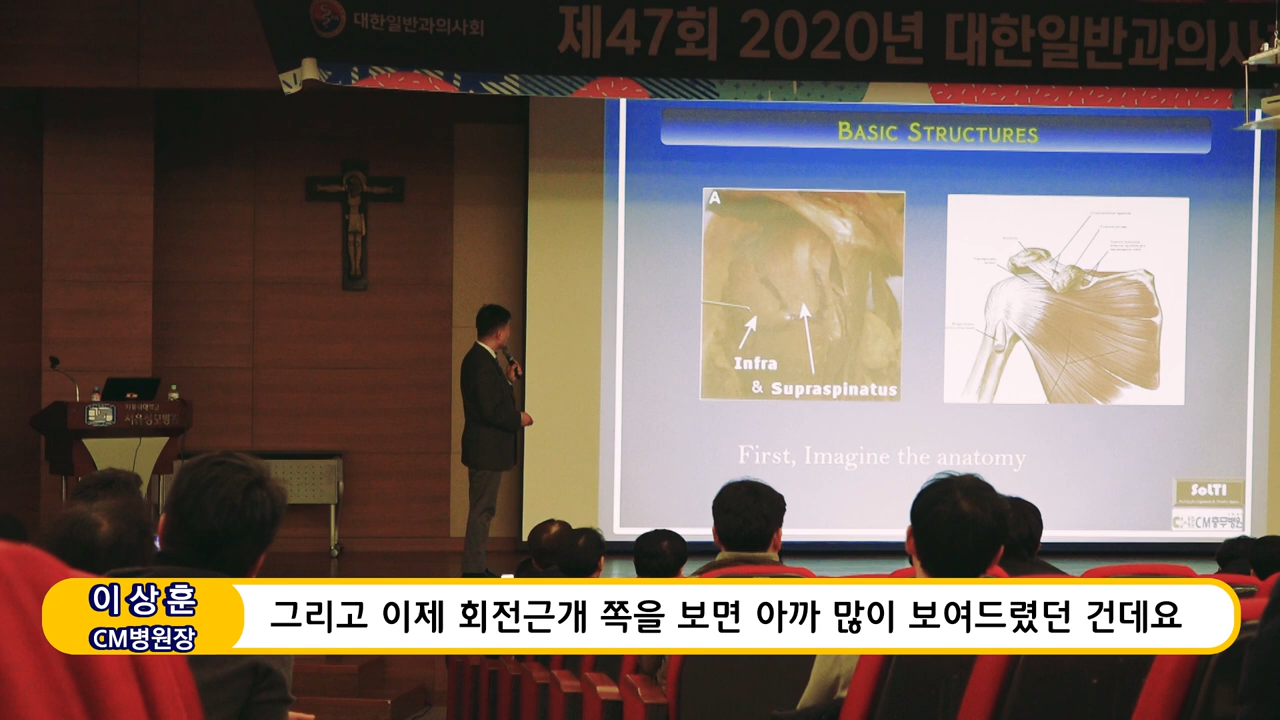 대한일반과의사회
제47회 2020년 대한일반과의사
BASIC STRUCTURES
A
Infra
& Supraspinatus
First, Imagine the anatomy
SoLTI
CM충무병원
이상훈
CM병원장
그리고 이제 회전근개 쪽을 보면 아까 많이 보여드렸던 건데요